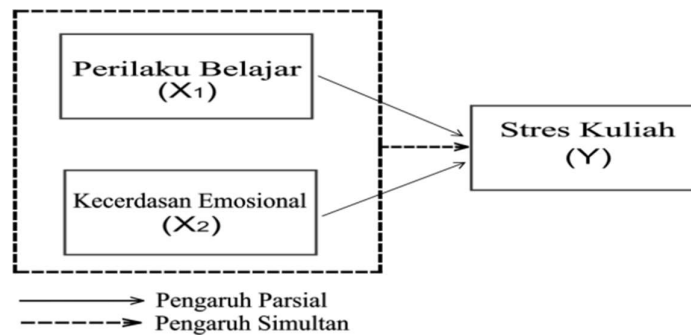 Perilaku Belajar
(X₁)
Stres Kuliah
(Y)
Kecerdasan Emosional
(X₂)
Pengaruh Parsial
Pengaruh Simultan